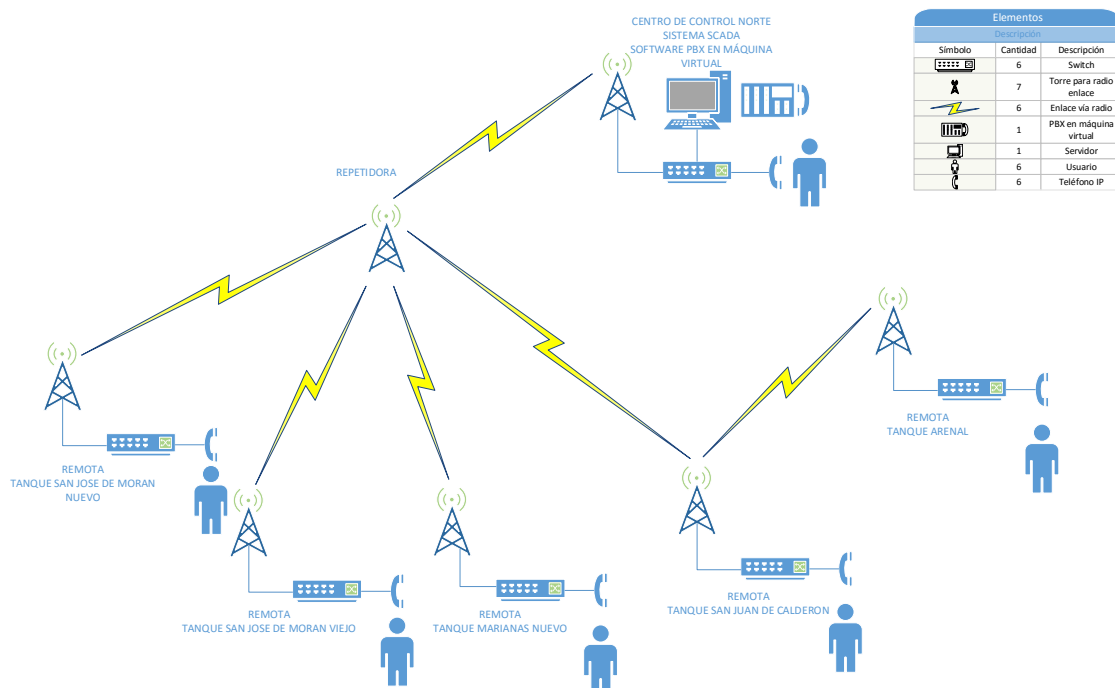 CENTRO DE CONTROL NORTE
SISTEMA SCADA
SOFTWARE PBX EN MÁQUINA
VIRTUAL
Elementos
Descripción
Símbolo Cantidad Descripción
6 Switch
7 Torre para radio
enlace
6 Enlace vía radio
1 PBX en máquina
virtual
1 Servidor
6 Usuario
6 Teléfono IP
REPETIDORA
REMOTA
TANQUE ARENAL
REMOTA
TANQUE SAN JOSE DE MORAN
NUEVO
REMOTA
TANQUE SAN JOSE DE MORAN VIEJO
REMOTA
TANQUE MARIANAS NUEVO
REMOTA
TANQUE SAN JUAN DE CALDERON